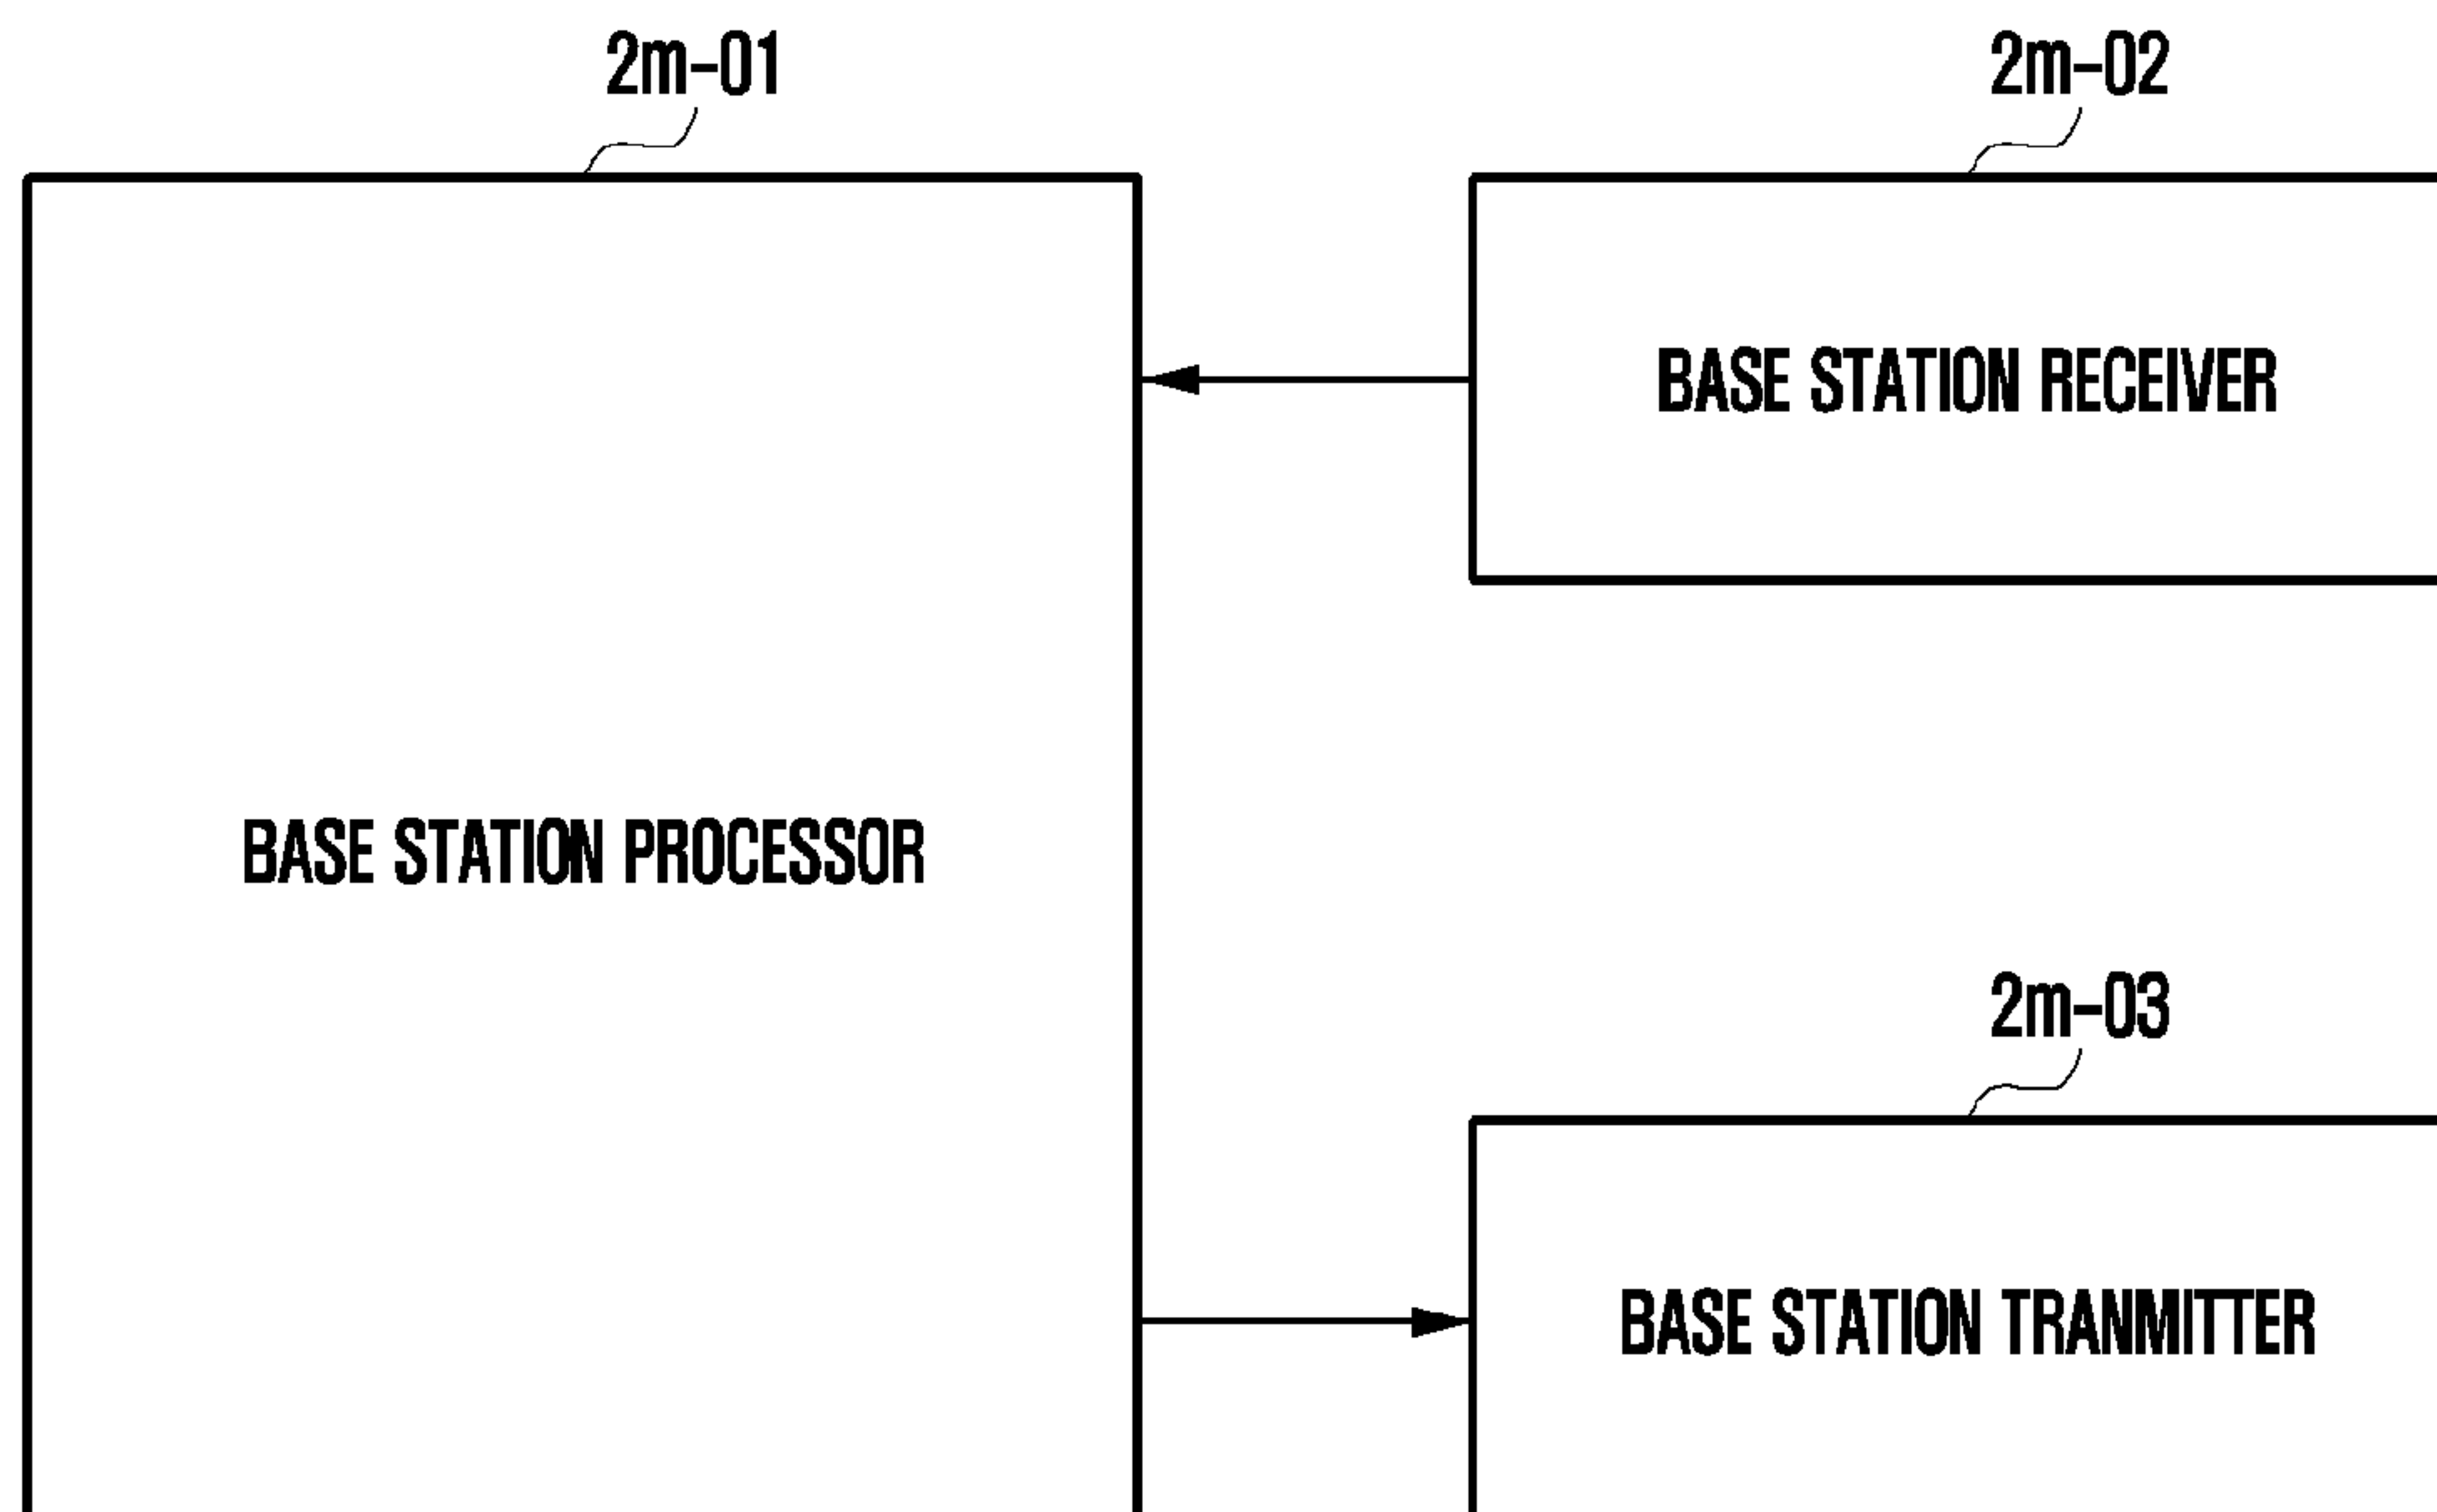 2m-01
2m-02
BASE STATION RECEIVER
BASE STATION PROCESSOR
2m-03
BASE STATION TRANMITTER